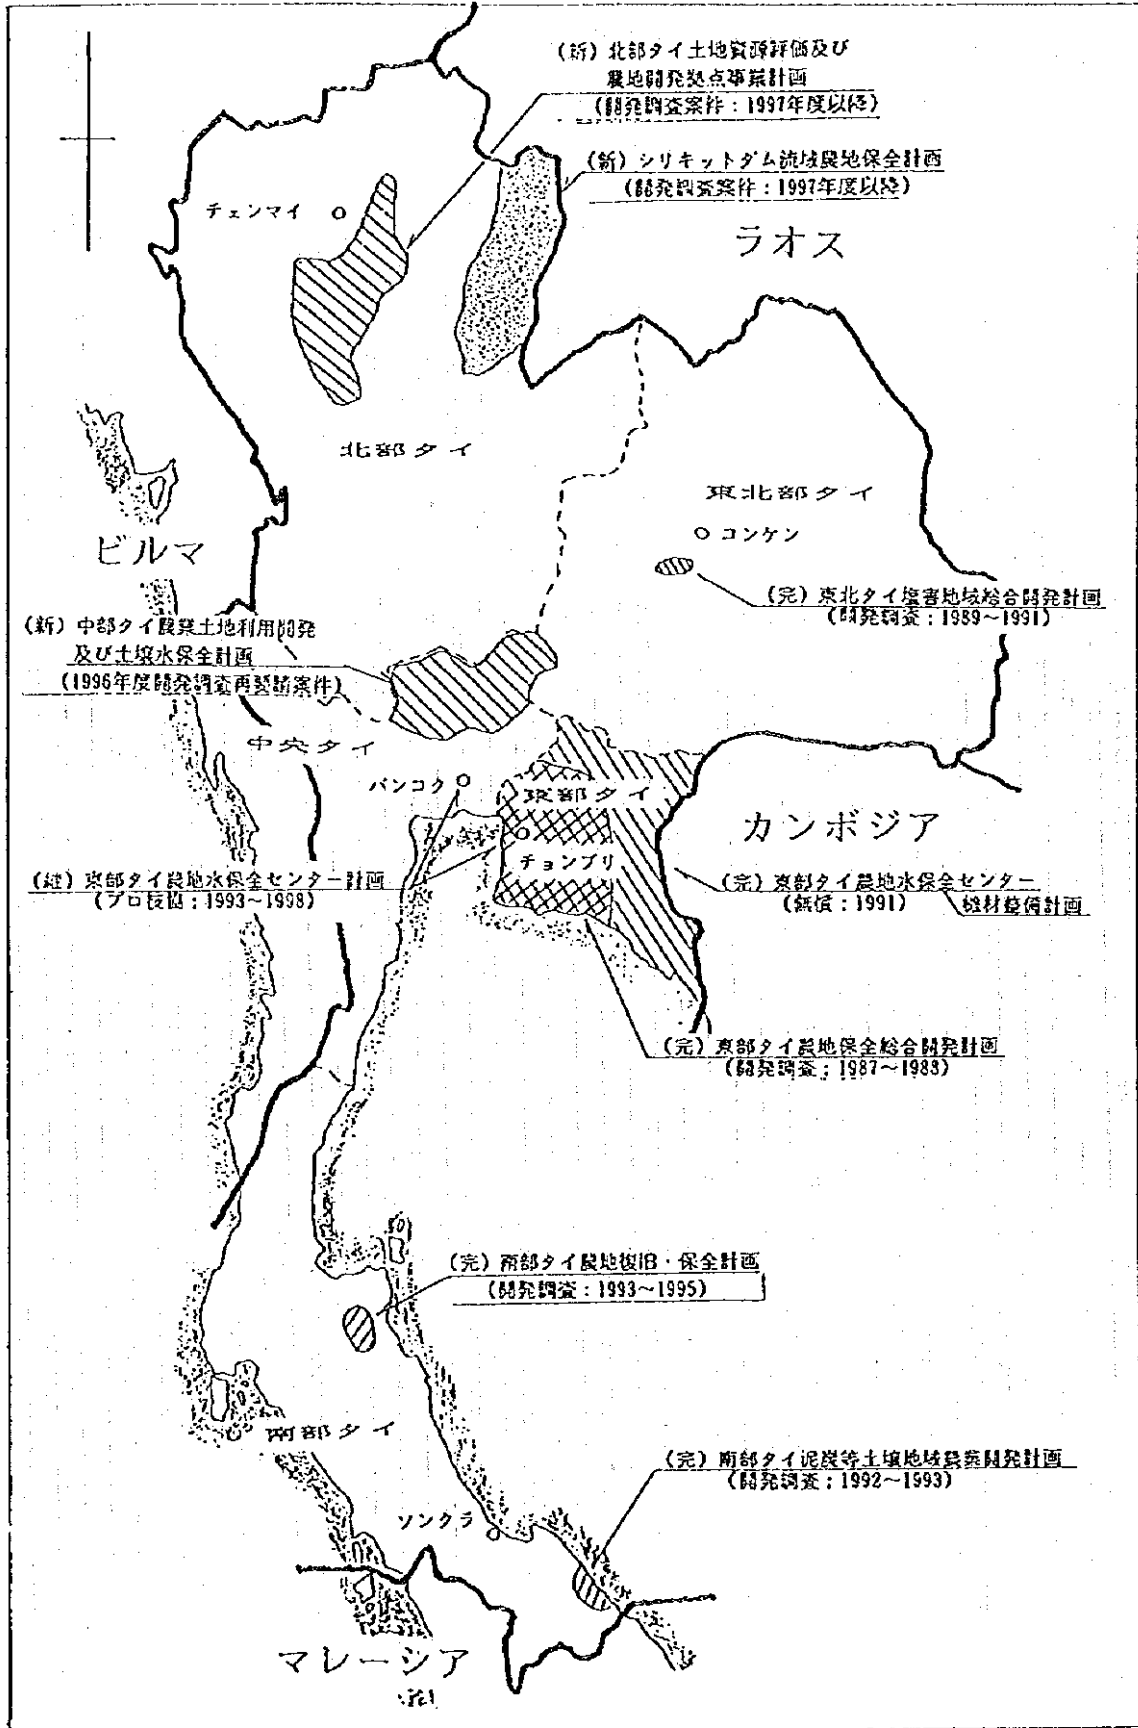 (新) 北部タイ土地資源評価及び
農地開発拠点事業計画
(開発調査案件:1997年度以降)
(新) シリキットダム流域農地保全計画
(開発調査案件:1997年度以降)
チェンマイ
ラオス
北部タイ
東北部タイ
コンケン
ビルマ
(完) 東北タイ塩害地域総合開発計画
(開発調査:1989~1991)
(新) 中部タイ農業土地利用開発
及び土壌水保全計画
(1996年度開発調査再要請案件)
中央タイ
バンコク
東部タイ
カンボジア
チョンブリ
(継)東部タイ農地水保全センター計画
(プロ技協:1993~1998)
(完) 東部タイ農地水保全センター
(無償:1991)
機材整備計画
(完) 東部タイ農地保全総合開発計画
(開発調査:1987~1988)
(完) 南部タイ農地復旧・保全計画
(開発調査:1993~1995)
南部タイ
(完) 南部タイ泥炭等土壌地域農業開発計画
(開発調査:1992~1993)
ソンクラ
マレーシア